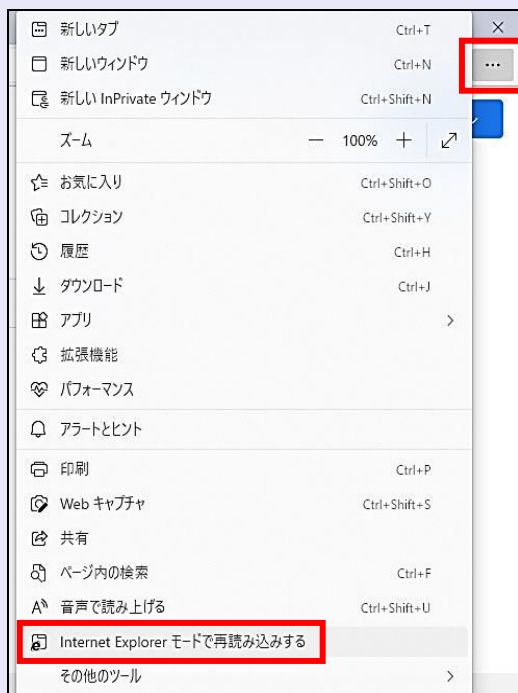 新しいタブ Ctrl+T
新しいウィンドウ Ctrl+N
新しい InPrivate ウィンドウ Ctrl+Shift+N
ズーム — 100% +
お気に入り Ctrl+Shift+O
コレクション Ctrl+Shift+Y
履歴 Ctrl+H
ダウンロード Ctrl+J
アプリ
拡張機能
パフォーマンス
アラートとヒント
印刷 Ctrl+P
Web キャプチャ Ctrl+Shift+S
共有
ページ内の検索 Ctrl+F
音声で読み上げる Ctrl+Shift+U
Internet Explorer モードで再読み込みする
その他のツール